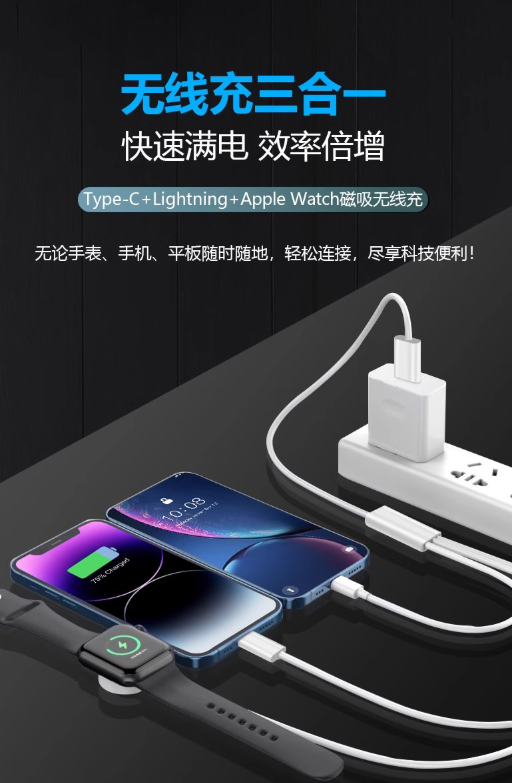 无线充三合一
快速满电 效率倍增
Type-C+Lightning+Apple Watch磁吸无线充
无论手表、手机、平板随时随地，轻松连接，尽享科技便利！
10:08
75% Charged